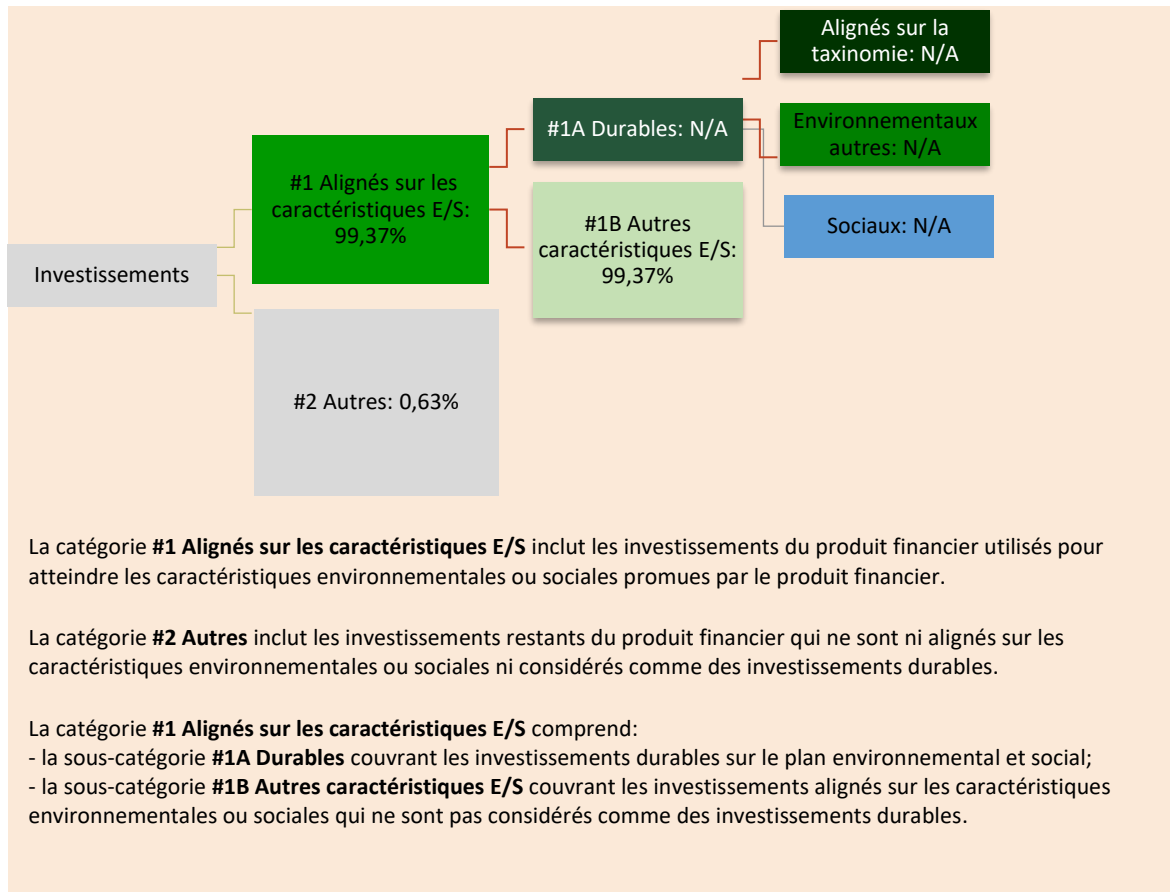 Alignés sur la
taxinomie: N/A
#1A Durables: N/A
Environnementaux
autres: N/A
#1 Alignés sur les
caractéristiques E/S:
99,37%
#1B Autres
caractéristiques E/S:
99,37%
Sociaux: N/A
Investissements
#2 Autres: 0,63%
La catégorie #1 Alignés sur les caractéristiques E/S inclut les investissements du produit financier utilisés pour
atteindre les caractéristiques environnementales ou sociales promues par le produit financier.
La catégorie #2 Autres inclut les investissements restants du produit financier qui ne sont ni alignés sur les
caractéristiques environnementales ou sociales ni considérés comme des investissements durables.
La catégorie #1 Alignés sur les caractéristiques E/S comprend:
- la sous-catégorie #1A Durables couvrant les investissements durables sur le plan environnemental et social;
- la sous-catégorie #1B Autres caractéristiques E/S couvrant les investissements alignés sur les caractéristiques
environnementales ou sociales qui ne sont pas considérés comme des investissements durables.